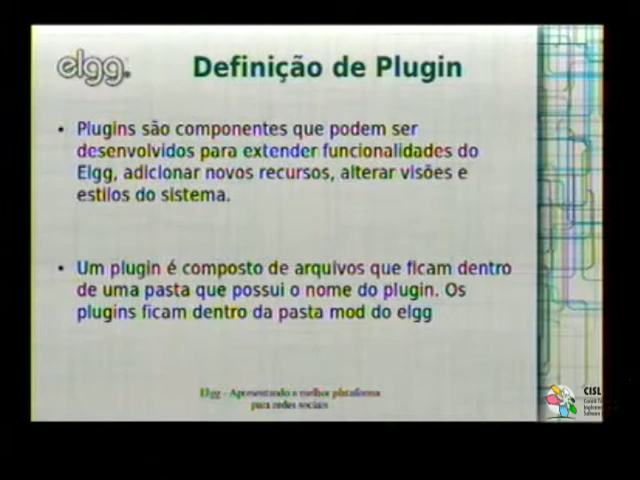 elgg.
Definição de Plugin
• Plugins são componentes que podem ser
desenvolvidos para extender funcionalidades do
Elgg, adicionar novos recursos, alterar visões e
estilos do sistema.
• Um plugin é composto de arquivos que ficam dentro
de uma pasta que possui o nome do plugin. Os
plugins ficam dentro da pasta mod do elgg
Elgg - Apresentando a melhor plataforma
para redes sociais
CISL
Software